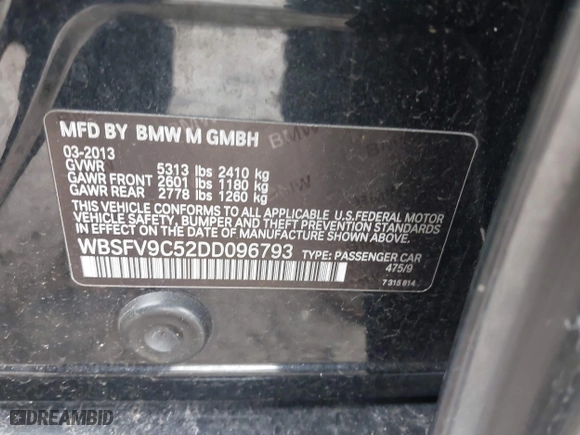 MFD BY BMW M GMBH
03-2013
GVWR 5313 lbs 2410 kg
GAWR FRONT 2601 lbs 1180 kg
GAWR REAR 2778 lbs 1260 kg
THIS VEHICLE CONFORMS TO ALL APPLICABLE U.S.FEDERAL MOTOR
VEHICLE SAFETY, BUMPER AND THEFT PREVENTION STANDARDS
IN EFFECT ON THE DATE OF MANUFACTURE SHOWN ABOVE.
WBSFV9C52DD096793 TYPE: PASSENGER CAR
475/9
7 315 814
DREAMBID